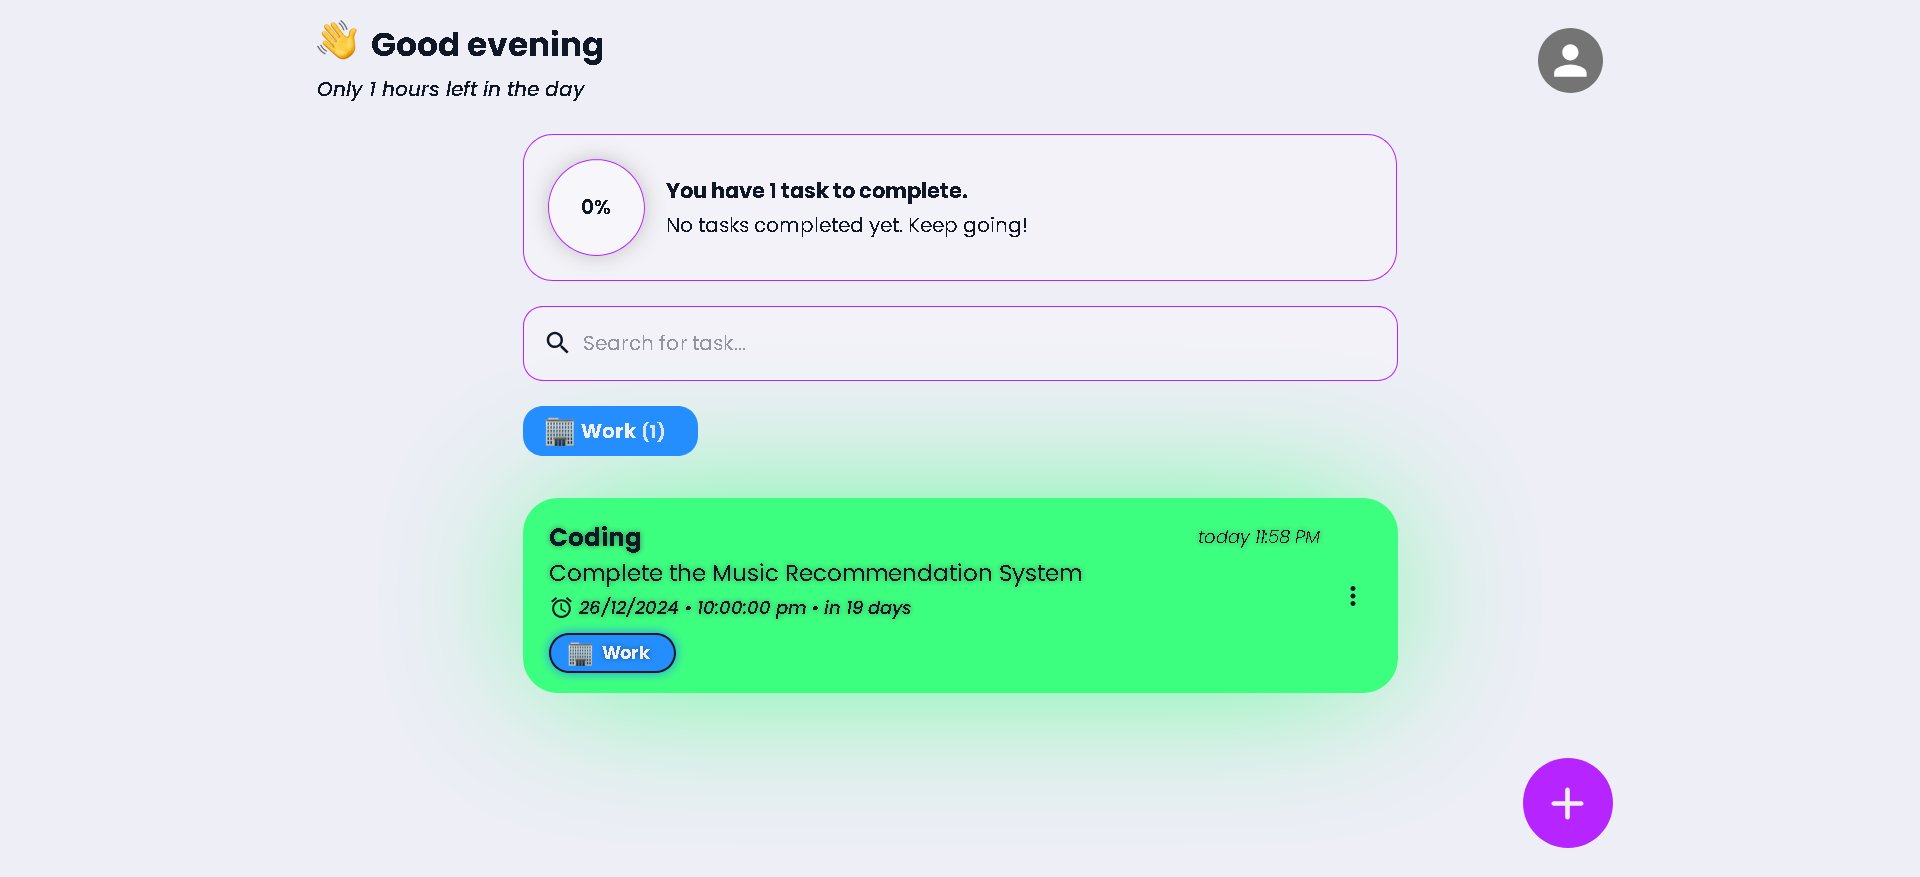 👋 Good evening
Only 1 hours left in the day
0%
You have 1 task to complete.
No tasks completed yet. Keep going!
Search for task...
🏢 Work (1)
Coding
today 11:58 PM
Complete the Music Recommendation System
26/12/2024 • 10:00:00 pm • in 19 days
🏢 Work